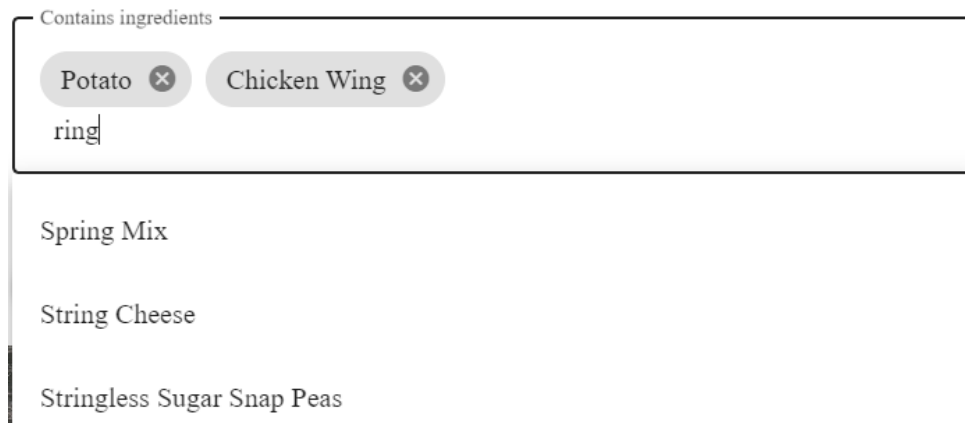 Contains ingredients
Potato Chicken Wing
ring
Spring Mix
String Cheese
Stringless Sugar Snap Peas